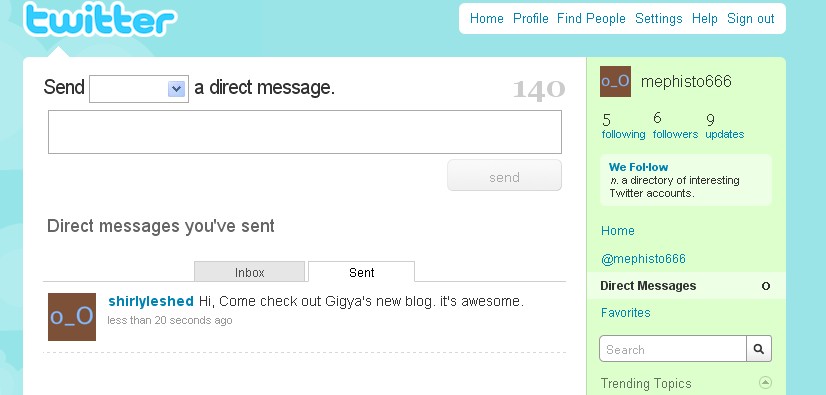 twitter
Home Profile Find People Settings Help Sign out
Send a direct message. 140
send
Direct messages you've sent
Inbox Sent
o_O
shirlyleshed Hi, Come check out Gigya's new blog. it's awesome.
less than 20 seconds ago
o_O mephisto666
5 6 9
following followers updates
We Fol·low
n. a directory of interesting
Twitter accounts.
Home
@mephisto666
Direct Messages 0
Favorites
Search
Trending Topics